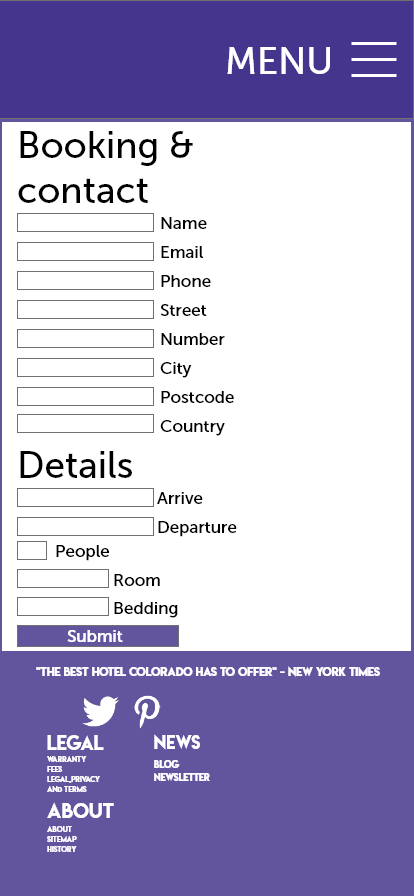 MENU
Booking &
contact
Name
Email
Phone
Street
Number
City
Postcode
Country
Details
Arrive
Departure
People
Room
Bedding
Submit
"THE BEST HOTEL COLORADO HAS TO OFFER" - NEW YORK TIMES
LEGAL
WARRANTY
FEES
LEGAL,PRIVACY
AND TERMS
NEWS
BLOG
NEWSLETTER
ABOUT
ABOUT
SITEMAP
HISTORY